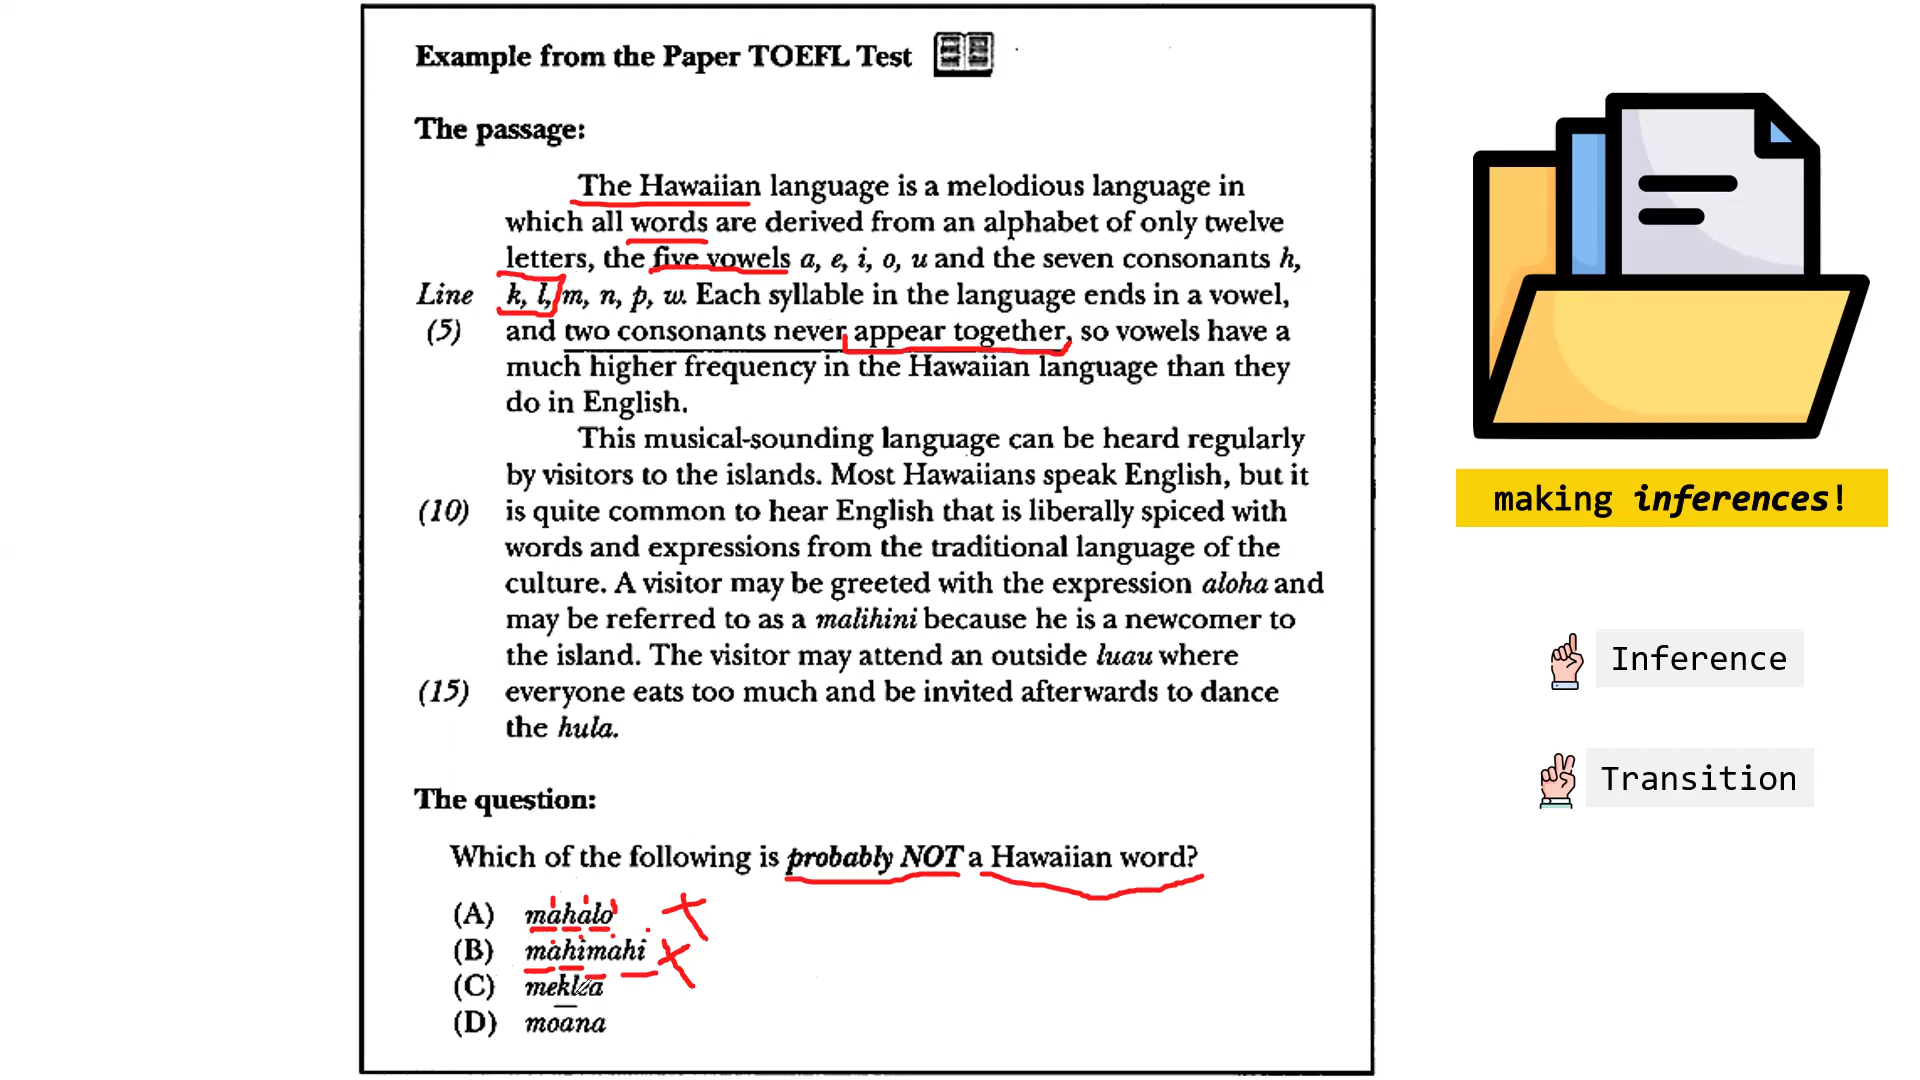 Example from the Paper TOEFL Test
The passage:
The Hawaiian language is a melodious language in
which all words are derived from an alphabet of only twelve
letters, the five vowels a, e, i, o, u and the seven consonants h,
Line k, l, m, n, p, w. Each syllable in the language ends in a vowel,
(5) and two consonants never appear together, so vowels have a
much higher frequency in the Hawaiian language than they
do in English.
This musical-sounding language can be heard regularly
by visitors to the islands. Most Hawaiians speak English, but it
(10) is quite common to hear English that is liberally spiced with
words and expressions from the traditional language of the
culture. A visitor may be greeted with the expression aloha and
may be referred to as a malihini because he is a newcomer to
the island. The visitor may attend an outside luau where
(15) everyone eats too much and be invited afterwards to dance
the hula.
The question:
Which of the following is probably NOT a Hawaiian word?
(A) mahalo
(B) mahimahi
(C) mekl
(D) moana
making inferences!
Inference
Transition